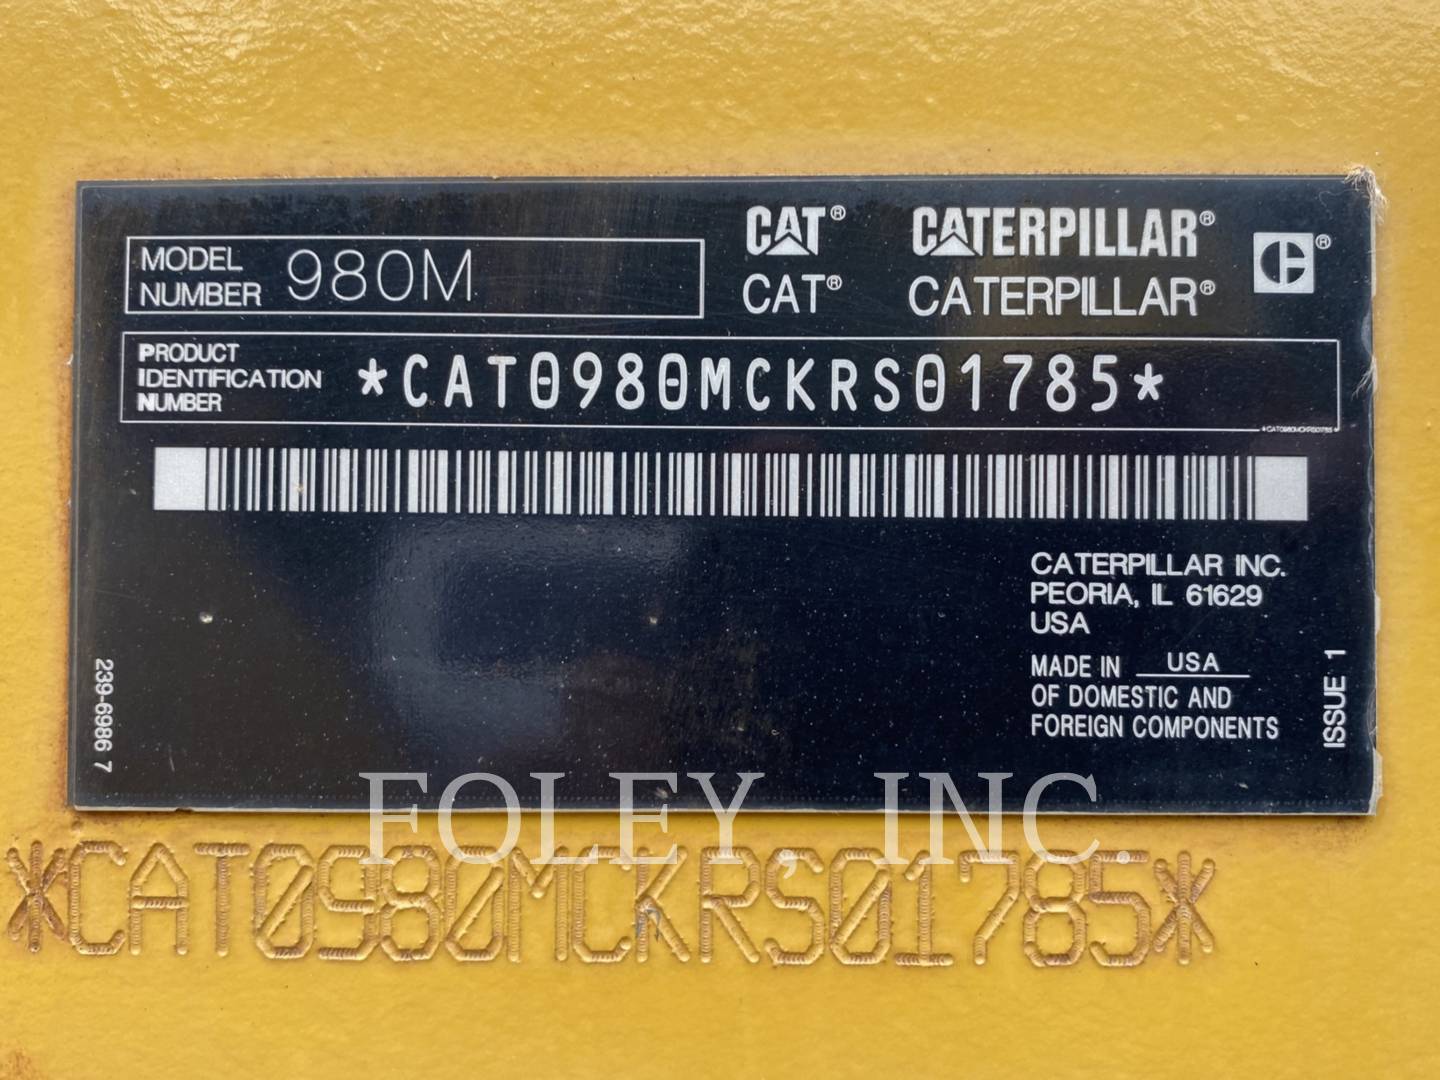 CAT® CATERPILLAR®
CAT® CATERPILLAR®
C®
MODEL
NUMBER 980M
PRODUCT
IDENTIFICATION
NUMBER
*CAT0980MCKRS01785*
*CAT0980MCKRS01785*
CATERPILLAR INC.
PEORIA, IL 61629
USA
MADE IN USA
OF DOMESTIC AND
FOREIGN COMPONENTS
239-6986 7
ISSUE 1
FOLEY, INC.
*CAT0980MCKRS01785*